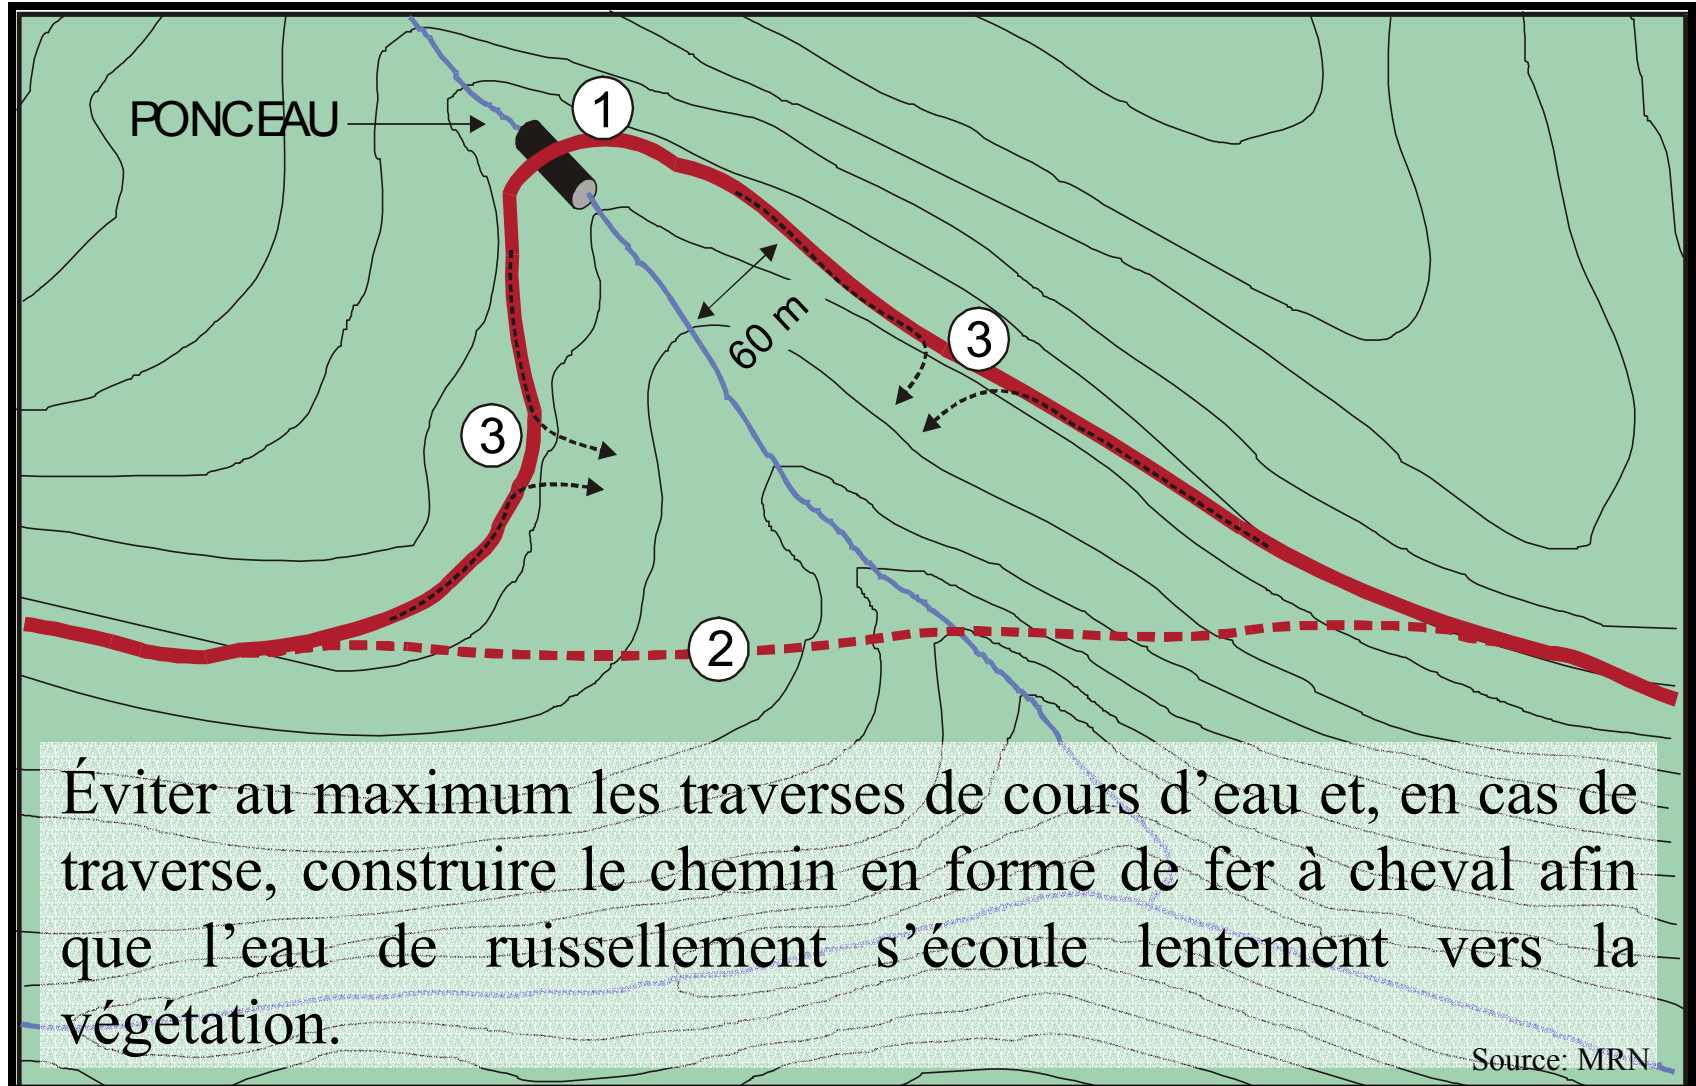 1
PONCEAU
60 m
3
3
2
Éviter au maximum les traverses de cours d’eau et, en cas de
traverse, construire le chemin en forme de fer à cheval afin
que l’eau de ruissellement s’écoule lentement vers la
végétation.
Source: MRN